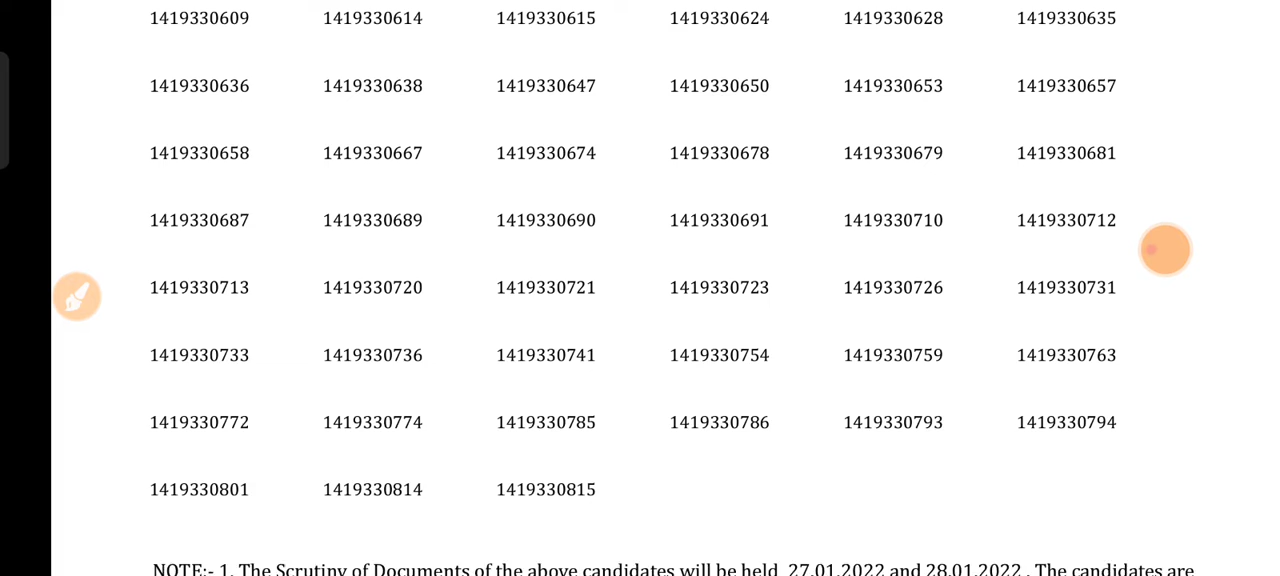 1419330609 1419330614 1419330615 1419330624 1419330628 1419330635
1419330636 1419330638 1419330647 1419330650 1419330653 1419330657
1419330658 1419330667 1419330674 1419330678 1419330679 1419330681
1419330687 1419330689 1419330690 1419330691 1419330710 1419330712
1419330713 1419330720 1419330721 1419330723 1419330726 1419330731
1419330733 1419330736 1419330741 1419330754 1419330759 1419330763
1419330772 1419330774 1419330785 1419330786 1419330793 1419330794
1419330801 1419330814 1419330815
NOTE:- 1. The Scrutiny of Documents of the above candidates will be held 27.01.2022 and 28.01.2022 . The candidates are